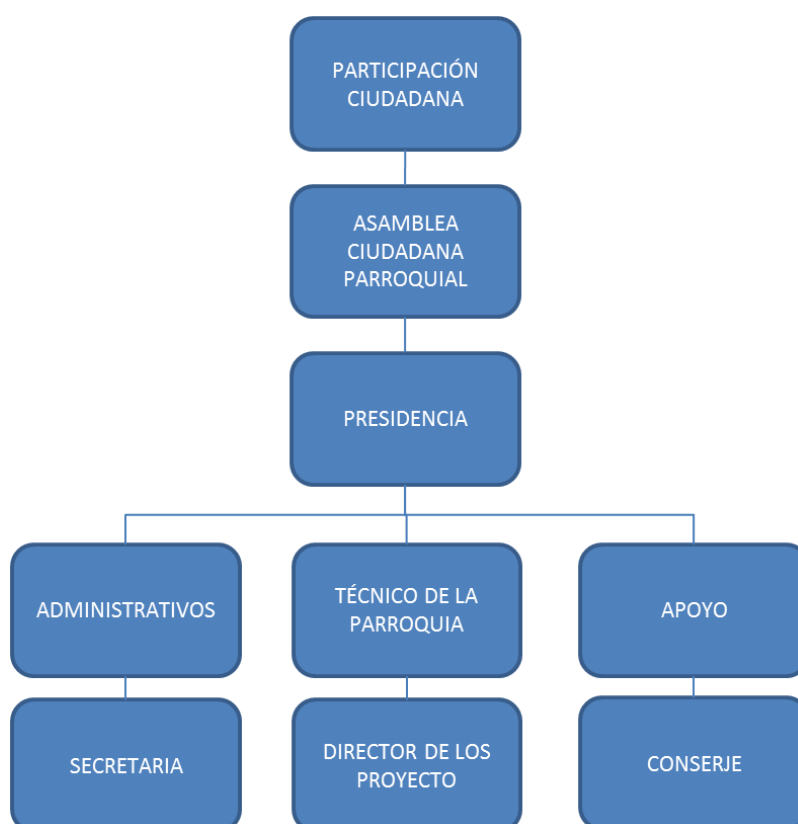 PARTICIPACIÓN
CIUDADANA
ASAMBLEA
CIUDADANA
PARROQUIAL
PRESIDENCIA
ADMINISTRATIVOS
TÉCNICO DE LA
PARROQUIA
APOYO
SECRETARIA
DIRECTOR DE LOS
PROYECTO
CONSERJE